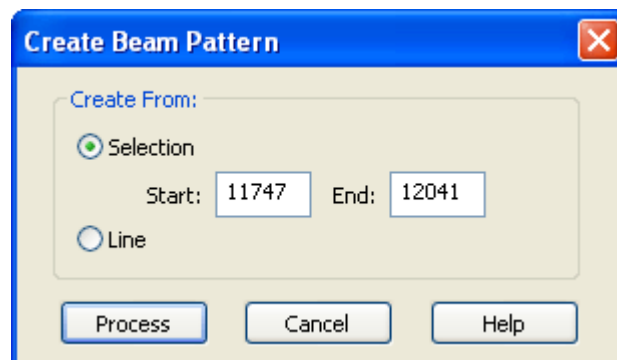 Create Beam Pattern
Create From:
Selection
Start: 11747 End: 12041
Line
Process Cancel Help